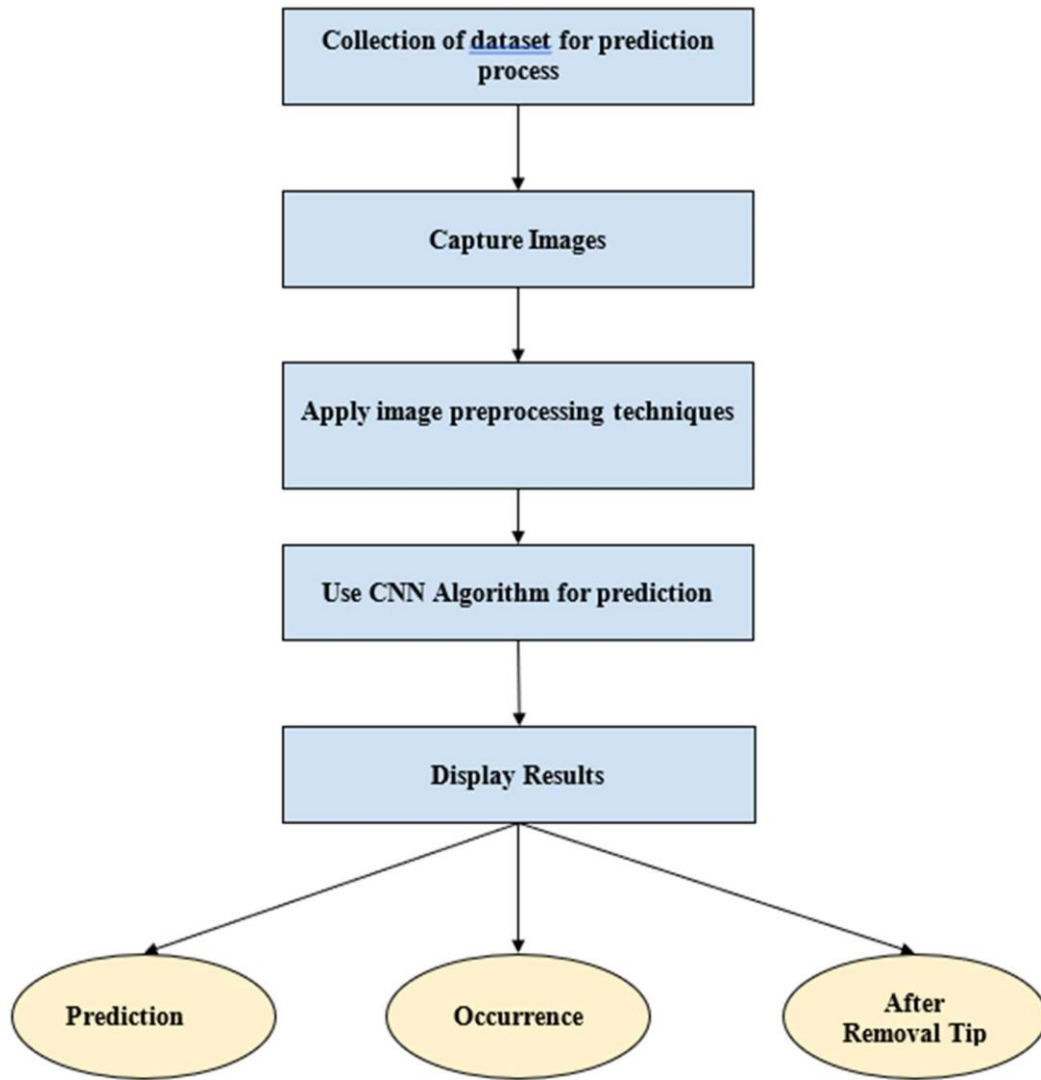 Collection of dataset for prediction
process
Capture Images
Apply image preprocessing techniques
Use CNN Algorithm for prediction
Display Results
Prediction
Occurrence
After
Removal Tip